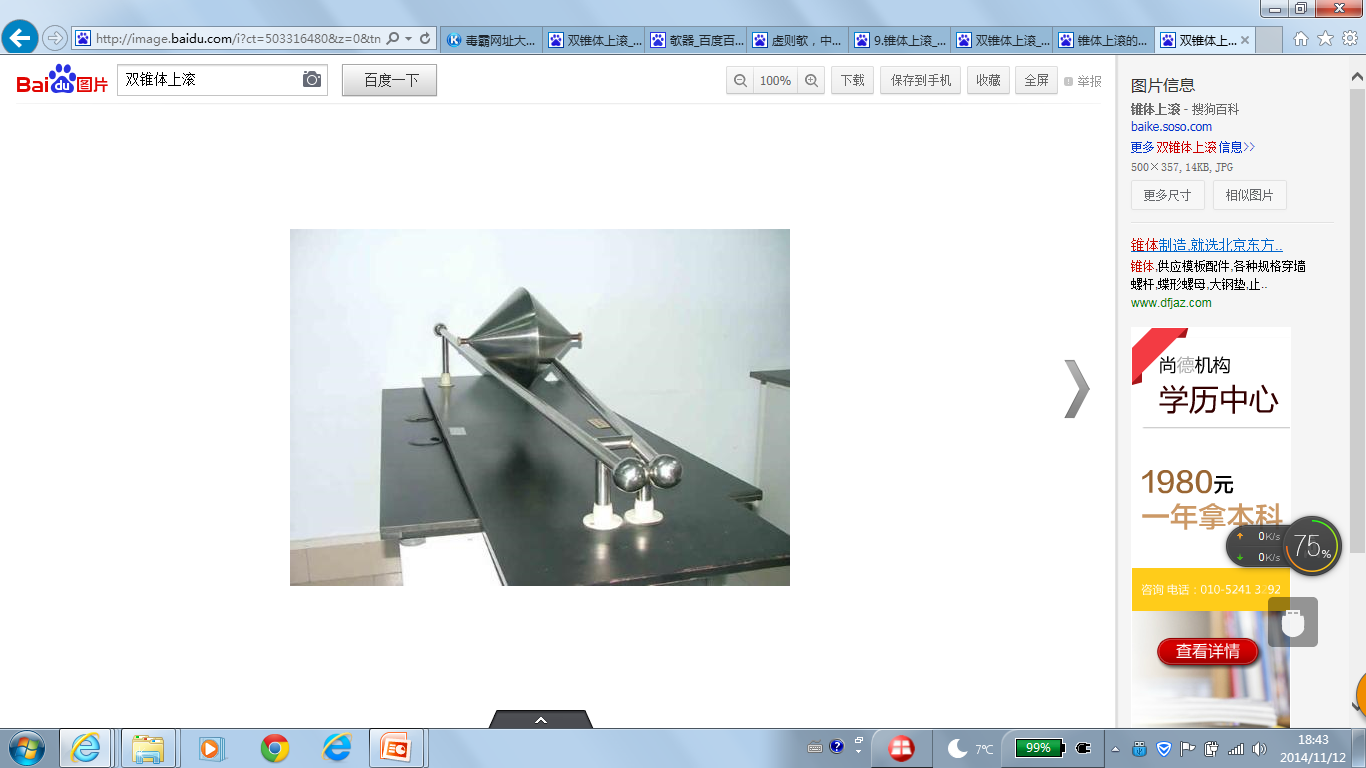 http://image.baidu.com/i?ct=503316480&z=0&tn
毒霸网址大...
双锥体上滚_...
欹器_百度百...
虚则欹，中...
9.锥体上滚_...
双锥体上滚_...
锥体上滚的...
双锥体上...
Bai du 图片
双锥体上滚
百度一下
100%
下载
保存到手机
收藏
全屏
举报
图片信息
锥体上滚 - 搜狗百科
baike.soso.com
更多双锥体上滚信息>>
500×357, 14KB, JPG
更多尺寸
相似图片
锥体制造,就选北京东方..
锥体,供应模板配件,各种规格穿墙
螺杆,蝶形螺母,大钢垫,止..
www.dfjaz.com
尚德机构
学历中心
1980元
一年拿本科
0K/s
0K/s
75%
咨询 电话：010-5241 3292
查看详情
7℃
99%
18:43
2014/11/12